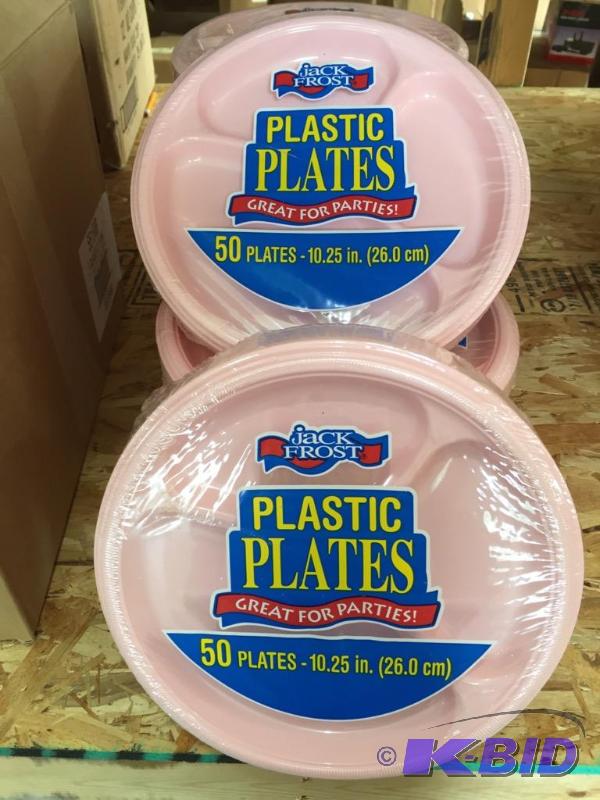 jack
FROST
PLASTIC
PLATES
GREAT FOR PARTIES!
50 PLATES - 10.25 in. (26.0 cm)
jack
FROST
PLASTIC
PLATES
GREAT FOR PARTIES!
50 PLATES - 10.25 in. (26.0 cm)
© K-BID